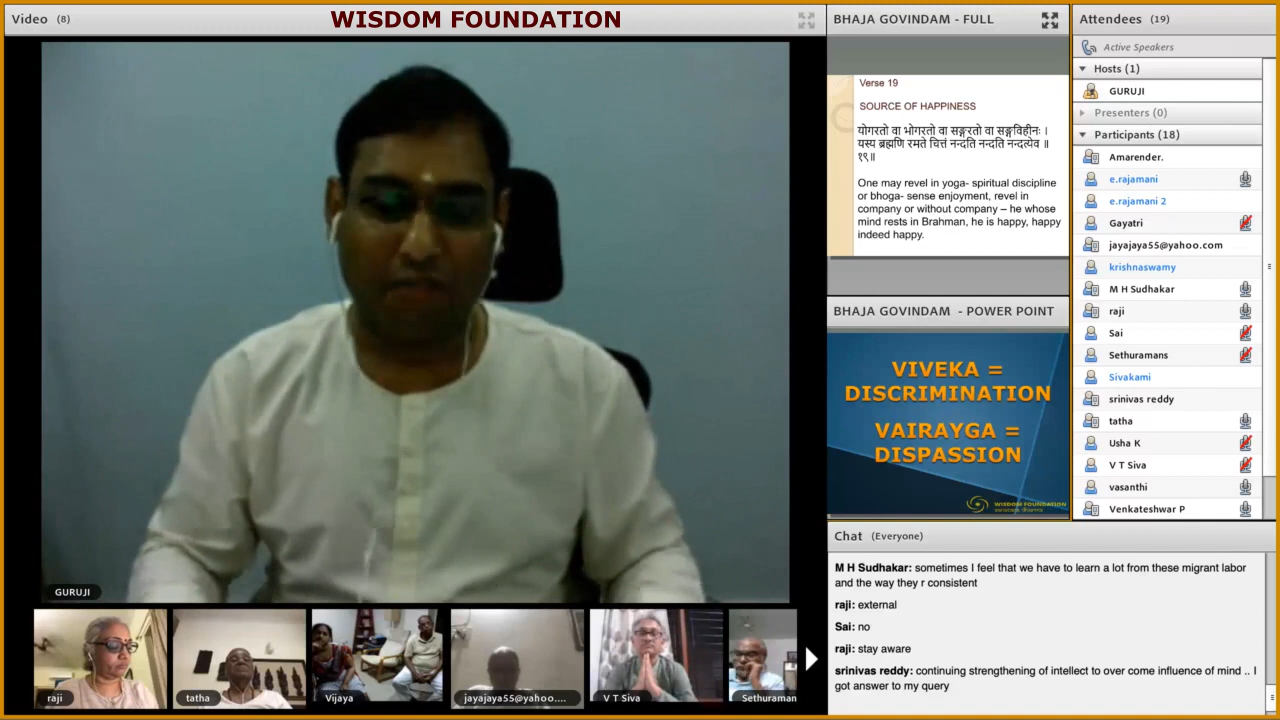 Video (8)
WISDOM FOUNDATION
GURUJI
raji
tatha
Vijaya
jayajaya55@yahoo....
V T Siva
Sethuraman
BHAJA GOVINDAM - FULL
Verse 19
SOURCE OF HAPPINESS
योगरतो वा भोगरतो वा सङ्गरतो वा सङ्गविहीनः ।
यस्य ब्रह्मणि रमते चित्तं नन्दति नन्दति नन्दत्येव ॥
१९॥
One may revel in yoga- spiritual discipline
or bhoga- sense enjoyment, revel in
company or without company – he whose
mind rests in Brahman, he is happy, happy
indeed happy.
BHAJA GOVINDAM - POWER POINT
VIVEKA =
DISCRIMINATION
VAIRAYGA =
DISPASSION
WISDOM FOUNDATION
Attendees (19)
Active Speakers
Hosts (1)
GURUJI
Presenters (0)
Participants (18)
Amarender.
e.rajamani
e.rajamani 2
Gayatri
jayajaya55@yahoo.com
krishnaswamy
M H Sudhakar
raji
Sai
Sethuramans
Sivakami
srinivas reddy
tatha
Usha K
V T Siva
vasanthi
Venkateshwar P
Chat (Everyone)
M H Sudhakar: sometimes I feel that we have to learn a lot from these migrant labor
and the way they r consistent
raji: external
Sai: no
raji: stay aware
srinivas reddy: continuing strengthening of intellect to over come influence of mind .. I
got answer to my query